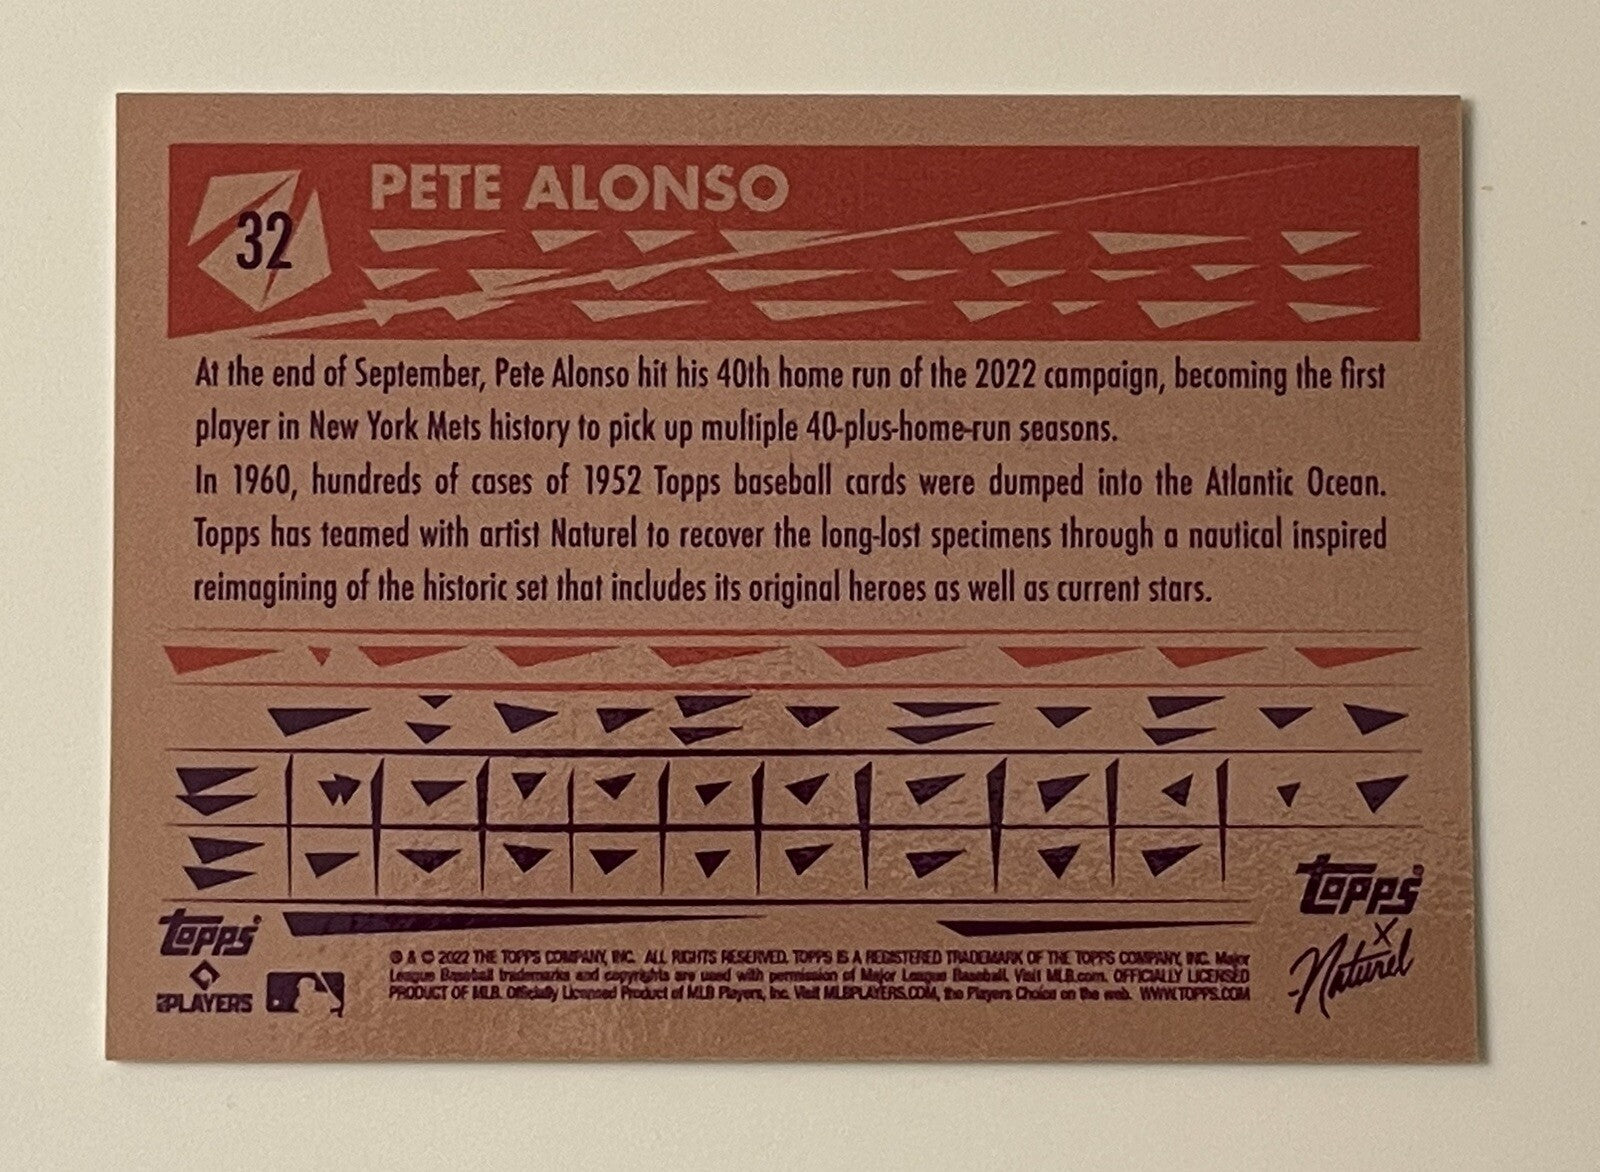 32
PETE ALONSO
At the end of September, Pete Alonso hit his 40th home run of the 2022 campaign, becoming the first
player in New York Mets history to pick up multiple 40-plus-home-run seasons.
In 1960, hundreds of cases of 1952 Topps baseball cards were dumped into the Atlantic Ocean.
Topps has teamed with artist Naturel to recover the long-lost specimens through a nautical inspired
reimagining of the historic set that includes its original heroes as well as current stars.
Topps
PLAYERS
® & © 2022 THE TOPPS COMPANY, INC. ALL RIGHTS RESERVED. TOPPS IS A REGISTERED TRADEMARK OF THE TOPPS COMPANY, INC. Major
League Baseball trademarks and copyrights are used with permission of Major League Baseball. Visit MLB.com. OFFICIALLY LICENSED
PRODUCT OF MLB. Officially Licensed Product of MLB Players, Inc. Visit MLBPLAYERS.COM, the Players Choice on the web. WWW.TOPPS.COM
Topps
X
Naturel